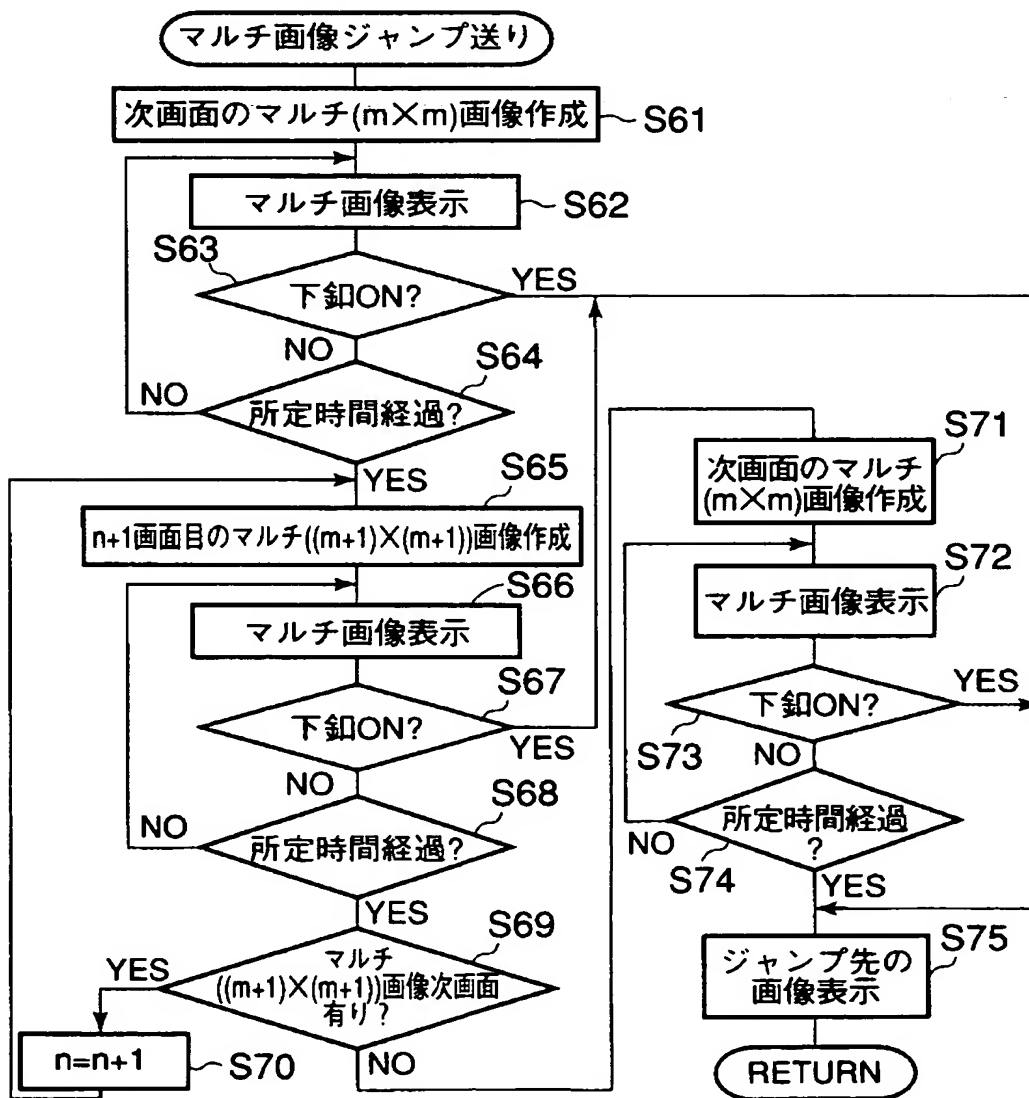 マルチ画像ジャンプ送り
次画面のマルチ(m×m)画像作成
S61
マルチ画像表示
S62
S63
下釦ON?
YES
NO
S64
所定時間経過?
NO
YES
S65
n+1画面目のマルチ((m+1)×(m+1))画像作成
S66
マルチ画像表示
S67
下釦ON?
YES
NO
S68
所定時間経過?
NO
YES
S69
マルチ
((m+1)×(m+1))画像次画面
有り?
YES
NO
n=n+1
S70
S71
次画面のマルチ
(m×m)画像作成
S72
マルチ画像表示
下釦ON?
YES
S73
NO
所定時間経過
?
NO
S74
YES
S75
ジャンプ先の
画像表示
RETURN